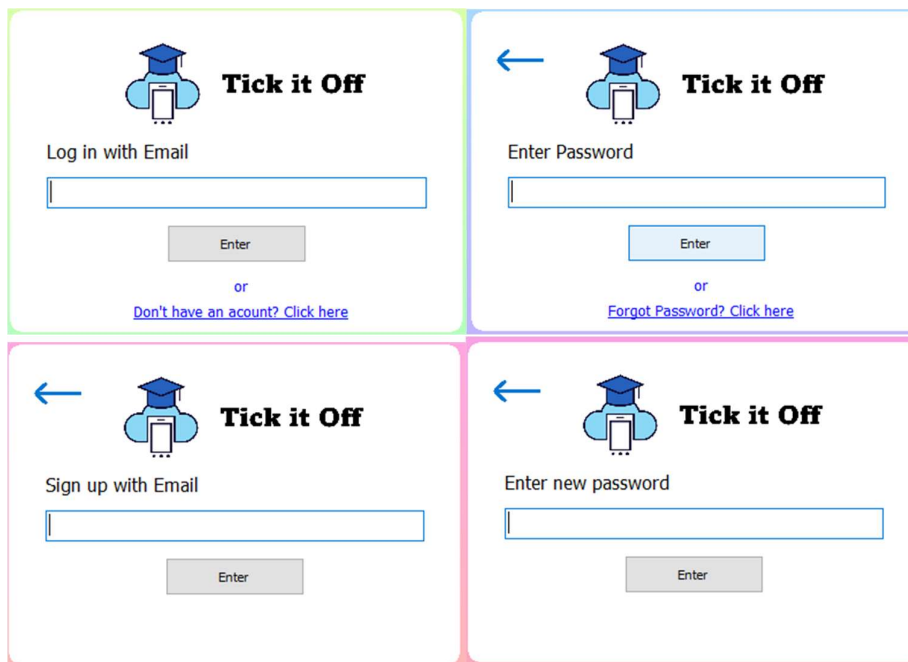 Tick it Off
Log in with Email
Enter
or
Don't have an acount? Click here
Tick it Off
Enter Password
Enter
or
Forgot Password? Click here
Tick it Off
Sign up with Email
Enter
Tick it Off
Enter new password
Enter